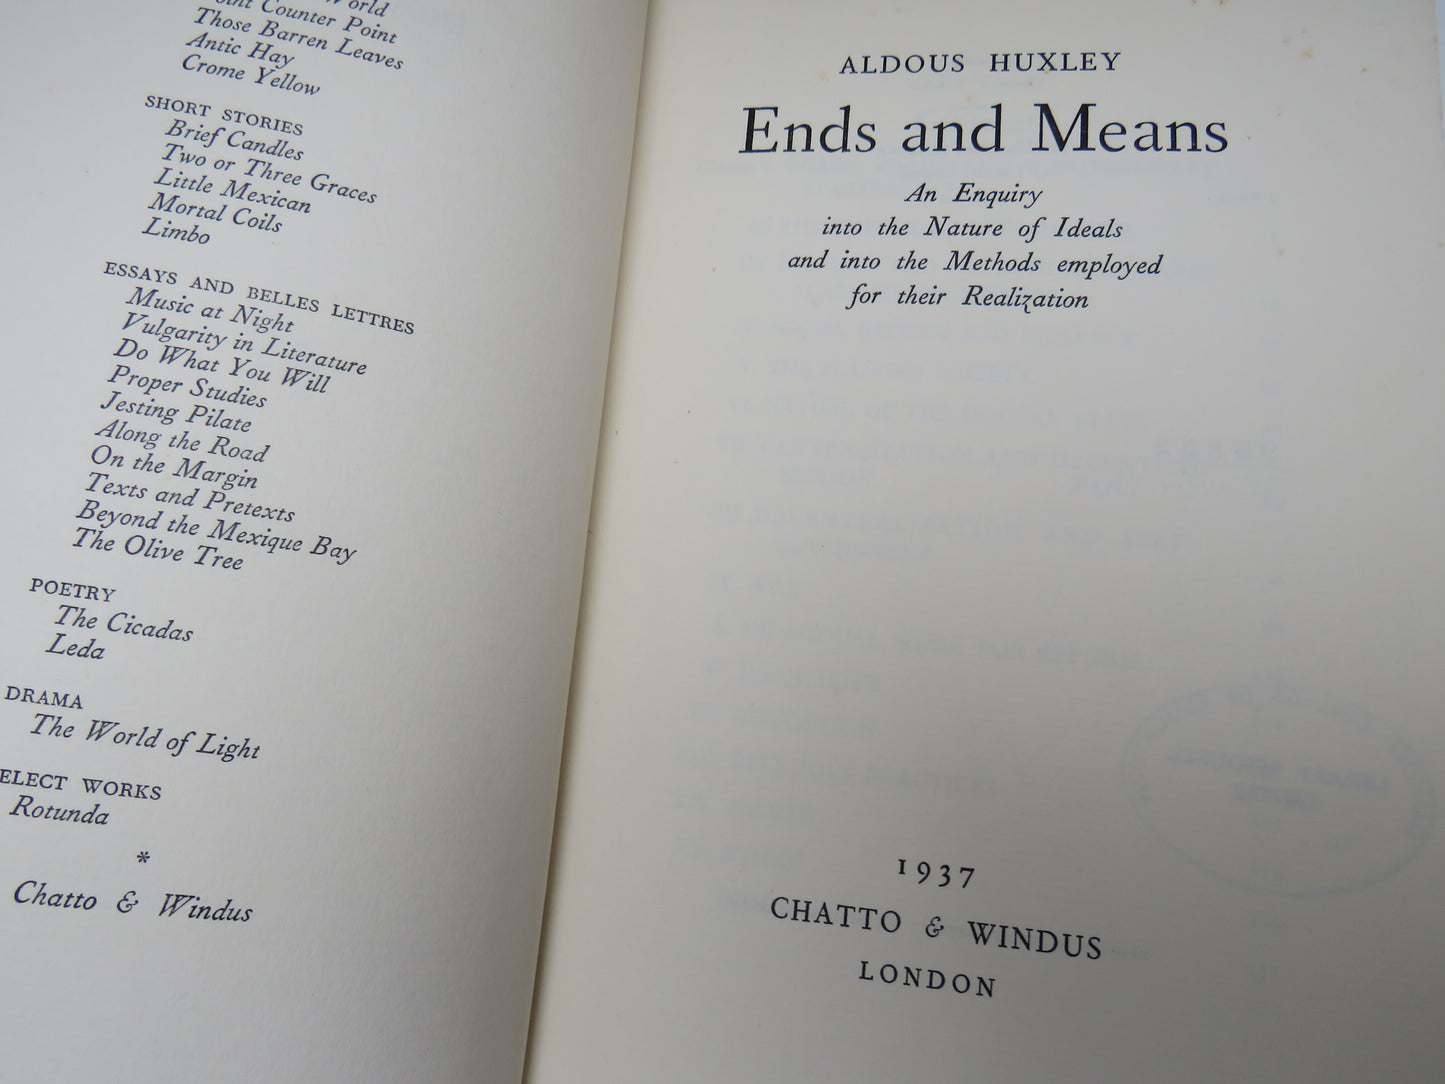 World
Point Counter Point
Those Barren Leaves
Antic Hay
Crome Yellow
SHORT STORIES
Brief Candles
Two or Three Graces
Little Mexican
Mortal Coils
Limbo
ESSAYS AND BELLES LETTRES
Music at Night
Vulgarity in Literature
Do What You Will
Proper Studies
Jesting Pilate
Along the Road
On the Margin
Texts and Pretexts
Beyond the Mexique Bay
The Olive Tree
POETRY
The Cicadas
Leda
DRAMA
The World of Light
ELECT WORKS
Rotunda
*
Chatto & Windus
ALDOUS HUXLEY
Ends and Means
An Enquiry
into the Nature of Ideals
and into the Methods employed
for their Realization
1937
CHATTO & WINDUS
LONDON